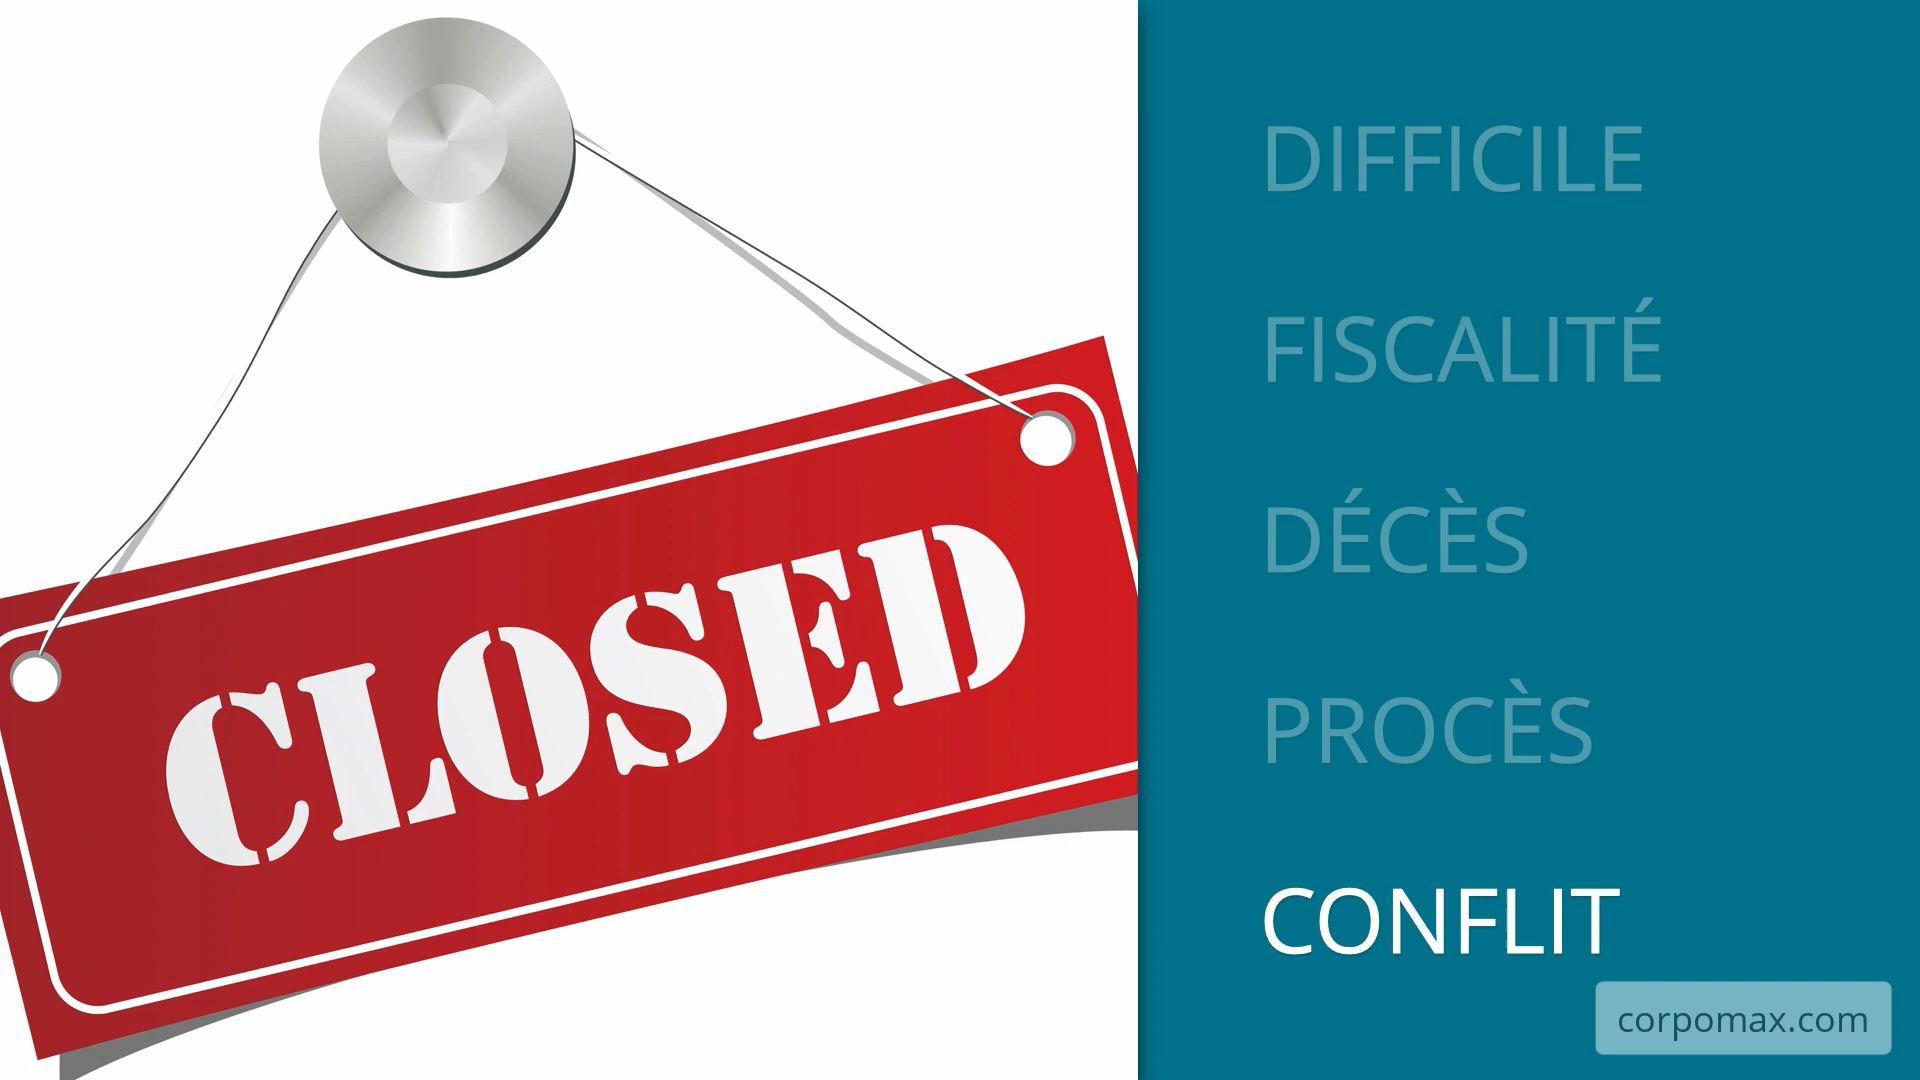 CLOSED
DIFFICILE
FISCALITÉ
DÉCÈS
PROCÈS
CONFLIT
corpomax.com